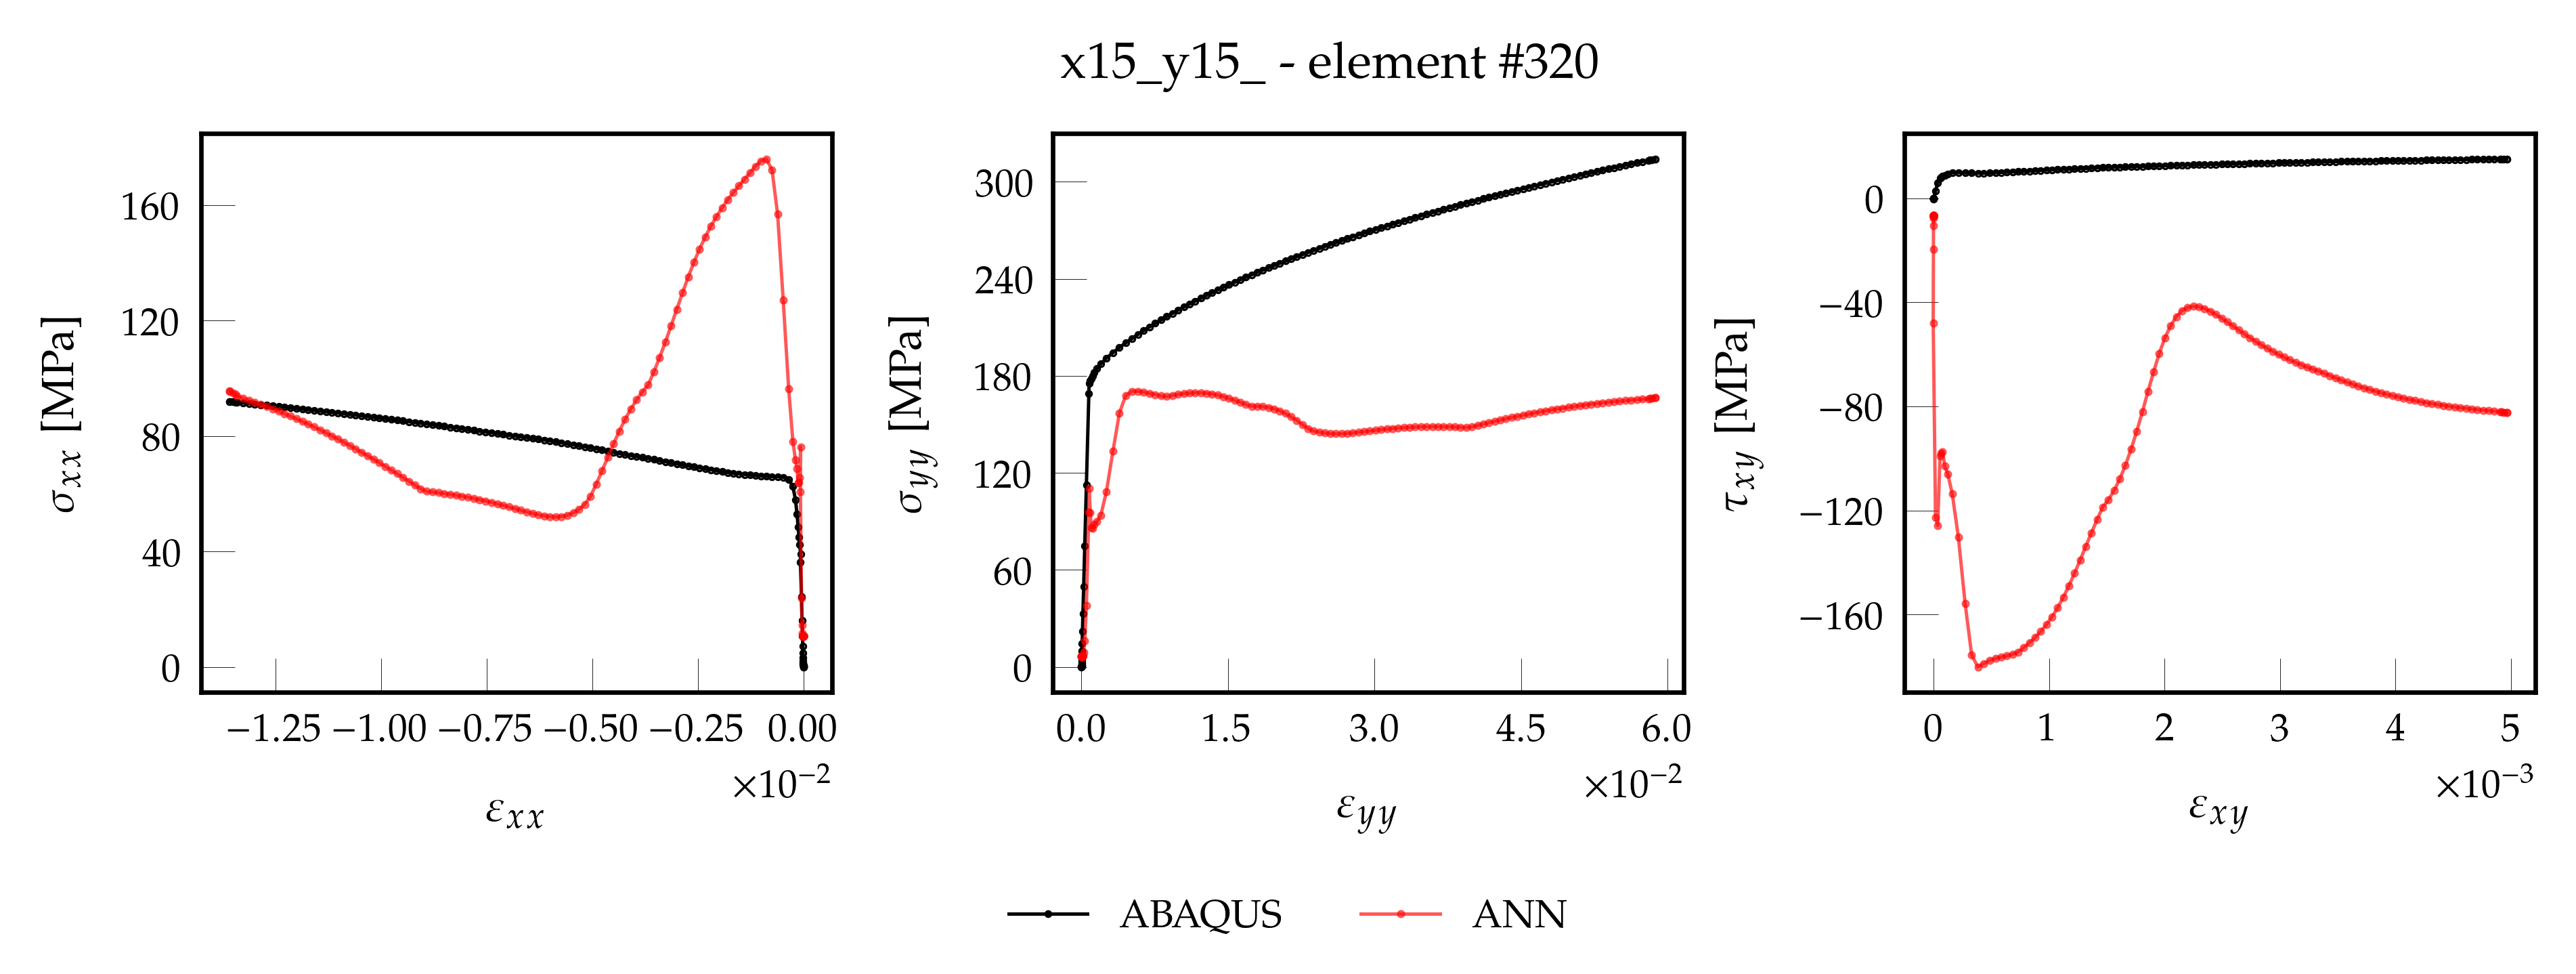 x15_y15_ - element #320
σxx [MPa]
160
120
80
40
0
−1.25 −1.00 −0.75 −0.50 −0.25 0.00
×10−2
εxx
σyy [MPa]
300
240
180
120
60
0
0.0 1.5 3.0 4.5 6.0
×10−2
εyy
τxy [MPa]
0
−40
−80
−120
−160
0 1 2 3 4 5
×10−3
εxy
ABAQUS ANN